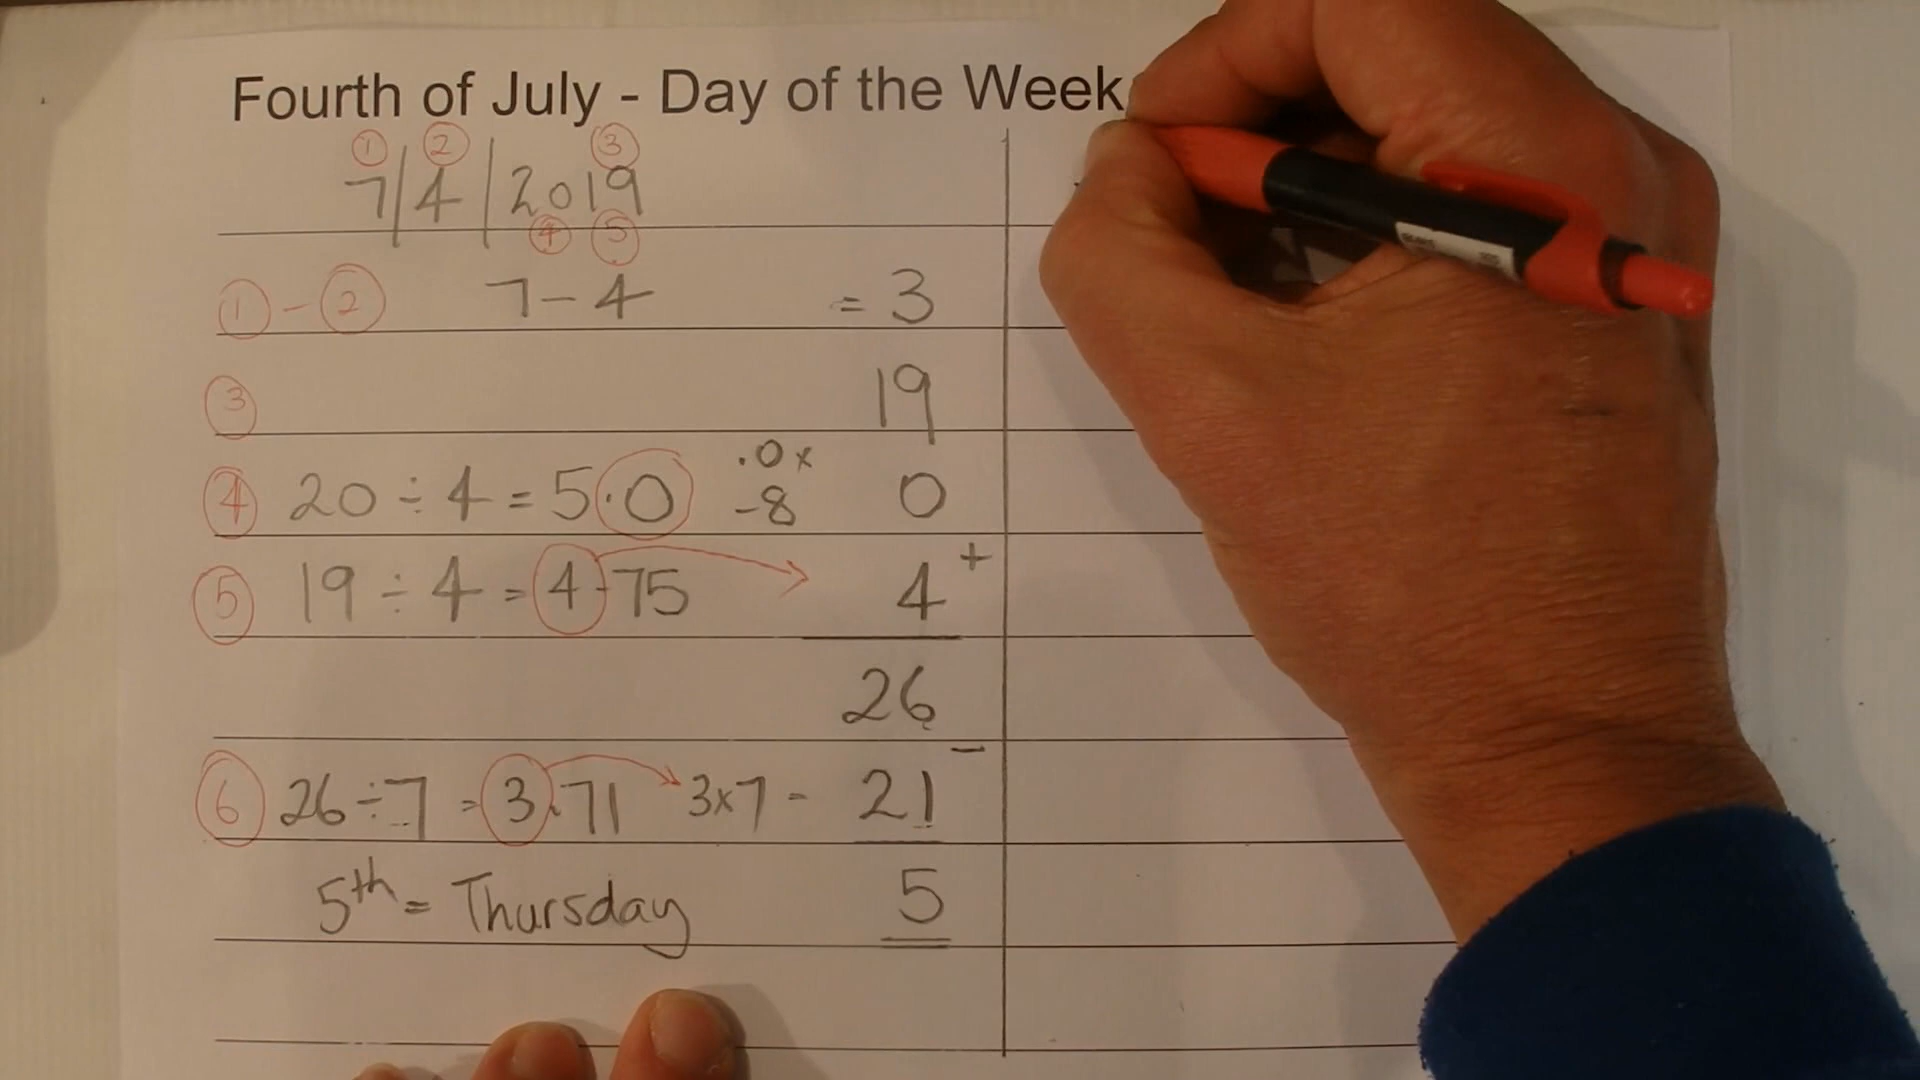 Fourth of July - Day of the Week
① ② ③
7 | 4 | 2019
④ ⑤
① - ② 7 - 4 = 3
③ 19
④ 20 ÷ 4 = 5.0 .0x -8 0
⑤ 19 ÷ 4 = 4.75 4 +
26
⑥ 26 ÷ 7 = 3.71 3x7 = 21 -
5th = Thursday 5